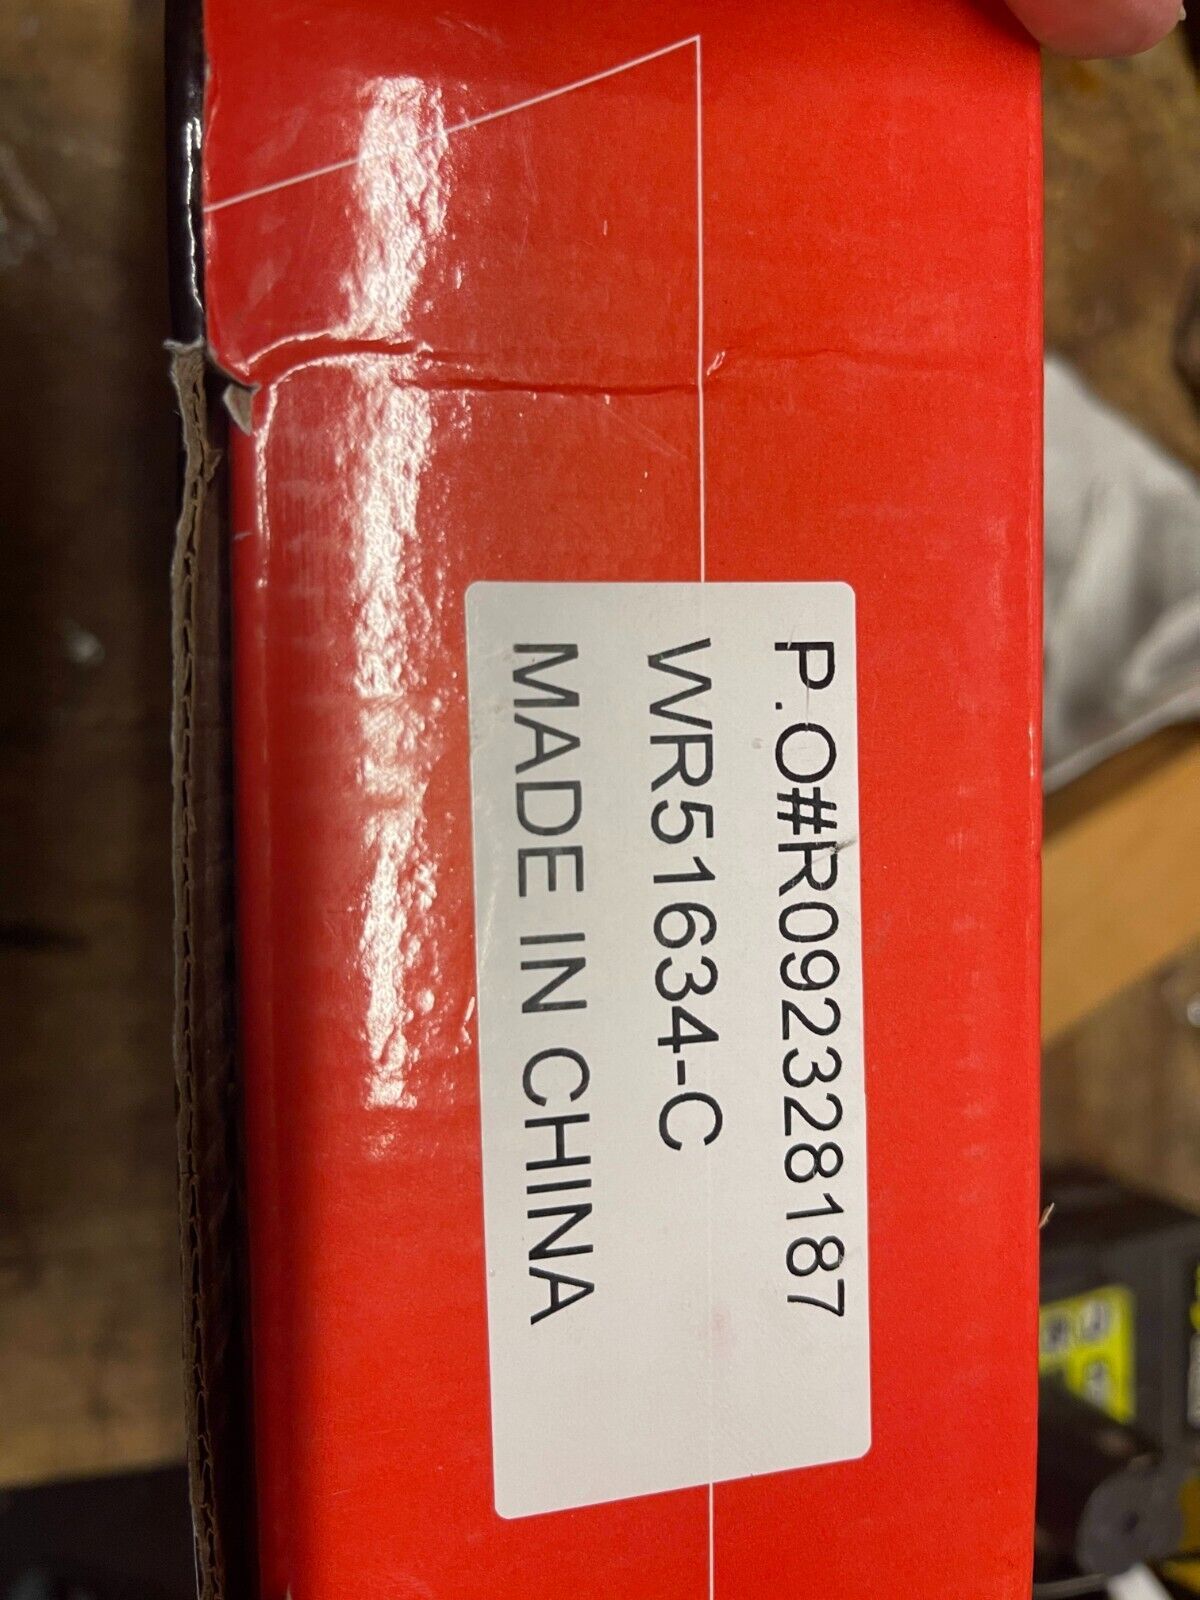 P.O#R092328187
WR51634-C
MADE IN CHINA